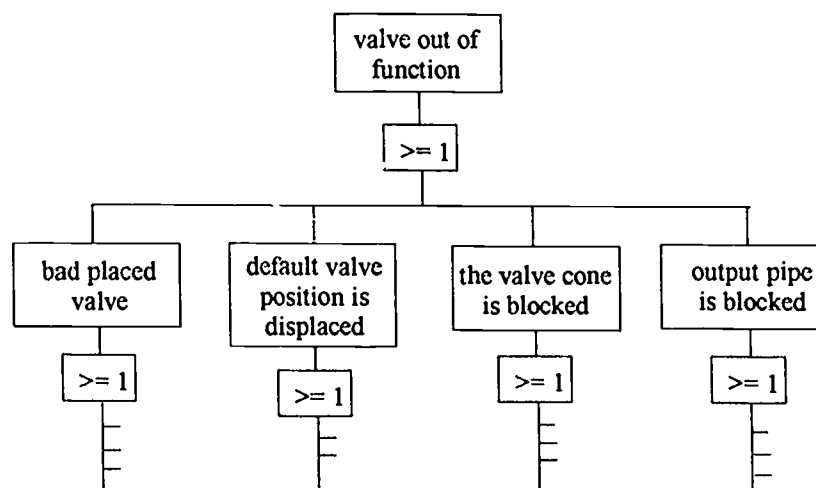 valve out of
function
>= 1
bad placed
valve
default valve
position is
displaced
the valve cone
is blocked
output pipe
is blocked
>= 1
>= 1
>= 1
>= 1